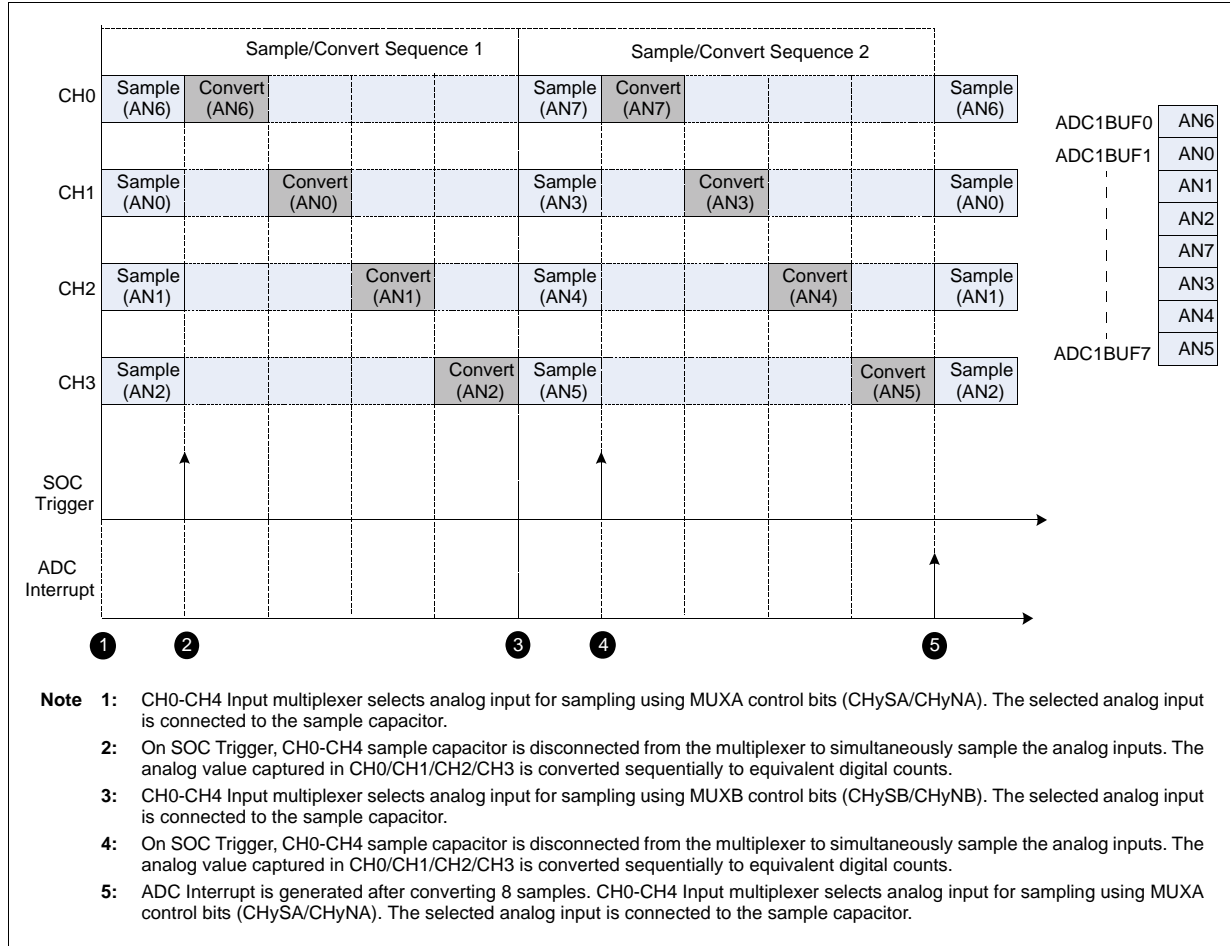 Sample/Convert Sequence 1
Sample/Convert Sequence 2
CH0
Sample
(AN6)
Convert
(AN6)
Sample
(AN7)
Convert
(AN7)
Sample
(AN6)
CH1
Sample
(AN0)
Convert
(AN0)
Sample
(AN3)
Convert
(AN3)
Sample
(AN0)
CH2
Sample
(AN1)
Convert
(AN1)
Sample
(AN4)
Convert
(AN4)
Sample
(AN1)
CH3
Sample
(AN2)
Convert
(AN2)
Sample
(AN5)
Convert
(AN5)
Sample
(AN2)
ADC1BUF0
AN6
ADC1BUF1
AN0
AN1
AN2
AN7
AN3
AN4
ADC1BUF7
AN5
SOC
Trigger
ADC
Interrupt
1
2
3
4
5
Note 1: CH0-CH4 Input multiplexer selects analog input for sampling using MUXA control bits (CHySA/CHyNA). The selected analog input
is connected to the sample capacitor.
2: On SOC Trigger, CH0-CH4 sample capacitor is disconnected from the multiplexer to simultaneously sample the analog inputs. The
analog value captured in CH0/CH1/CH2/CH3 is converted sequentially to equivalent digital counts.
3: CH0-CH4 Input multiplexer selects analog input for sampling using MUXB control bits (CHySB/CHyNB). The selected analog input
is connected to the sample capacitor.
4: On SOC Trigger, CH0-CH4 sample capacitor is disconnected from the multiplexer to simultaneously sample the analog inputs. The
analog value captured in CH0/CH1/CH2/CH3 is converted sequentially to equivalent digital counts.
5: ADC Interrupt is generated after converting 8 samples. CH0-CH4 Input multiplexer selects analog input for sampling using MUXA
control bits (CHySA/CHyNA). The selected analog input is connected to the sample capacitor.